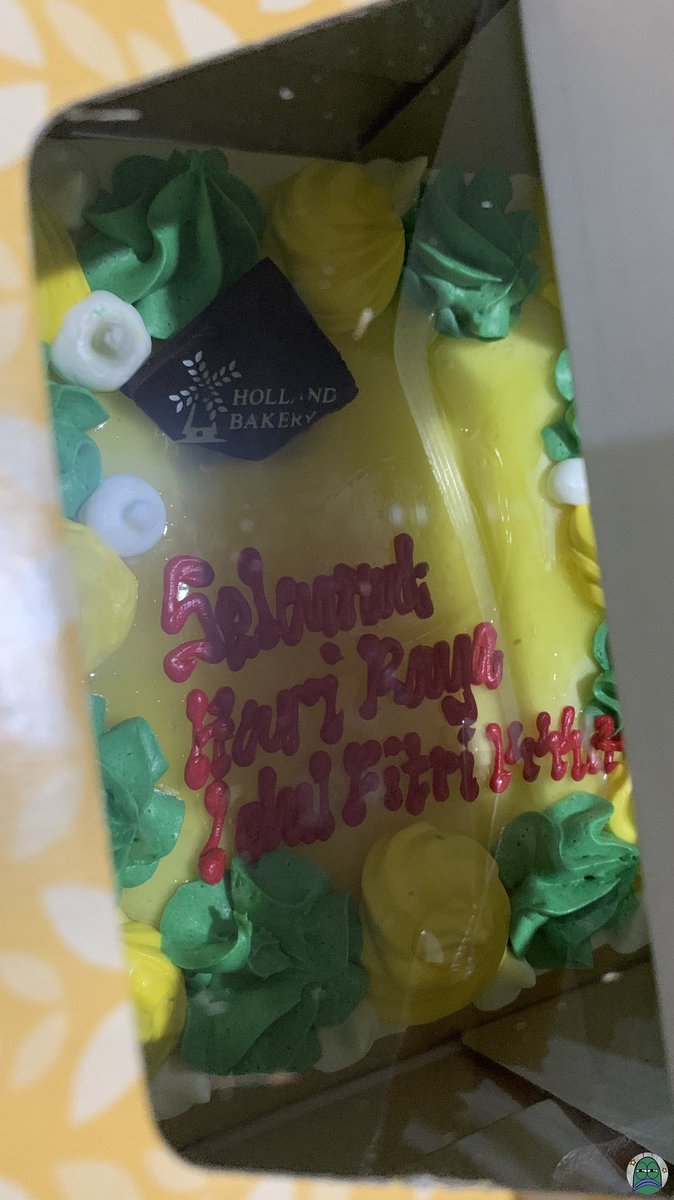 HOLLAND
BAKERY
Selamat
Hari Raya
Idul Fitri